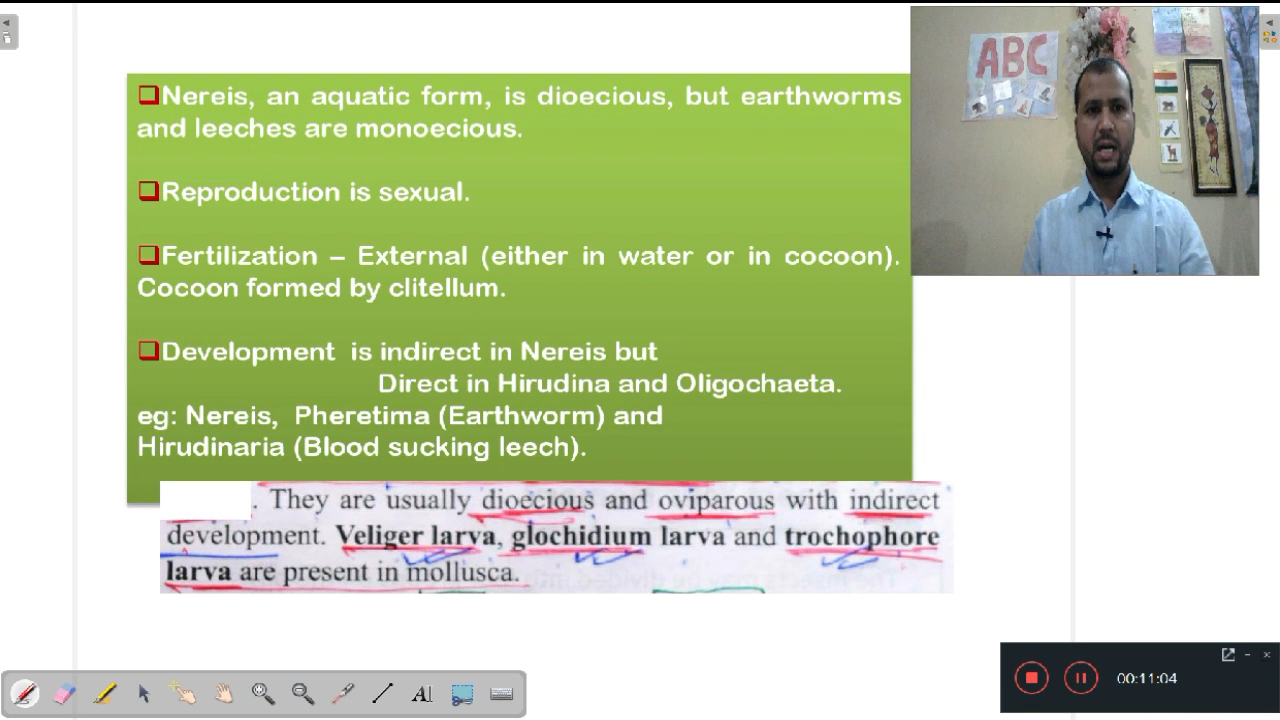 Nereis, an aquatic form, is dioecious, but earthworms
and leeches are monoecious.
Reproduction is sexual.
Fertilization – External (either in water or in cocoon).
Cocoon formed by clitellum.
Development is indirect in Nereis but
Direct in Hirudina and Oligochaeta.
eg: Nereis, Pheretima (Earthworm) and
Hirudinaria (Blood sucking leech).
. They are usually dioecious and oviparous with indirect
development. Veliger larva, glochidium larva and trochophore
larva are present in mollusca.
ABC
A
00:11:04